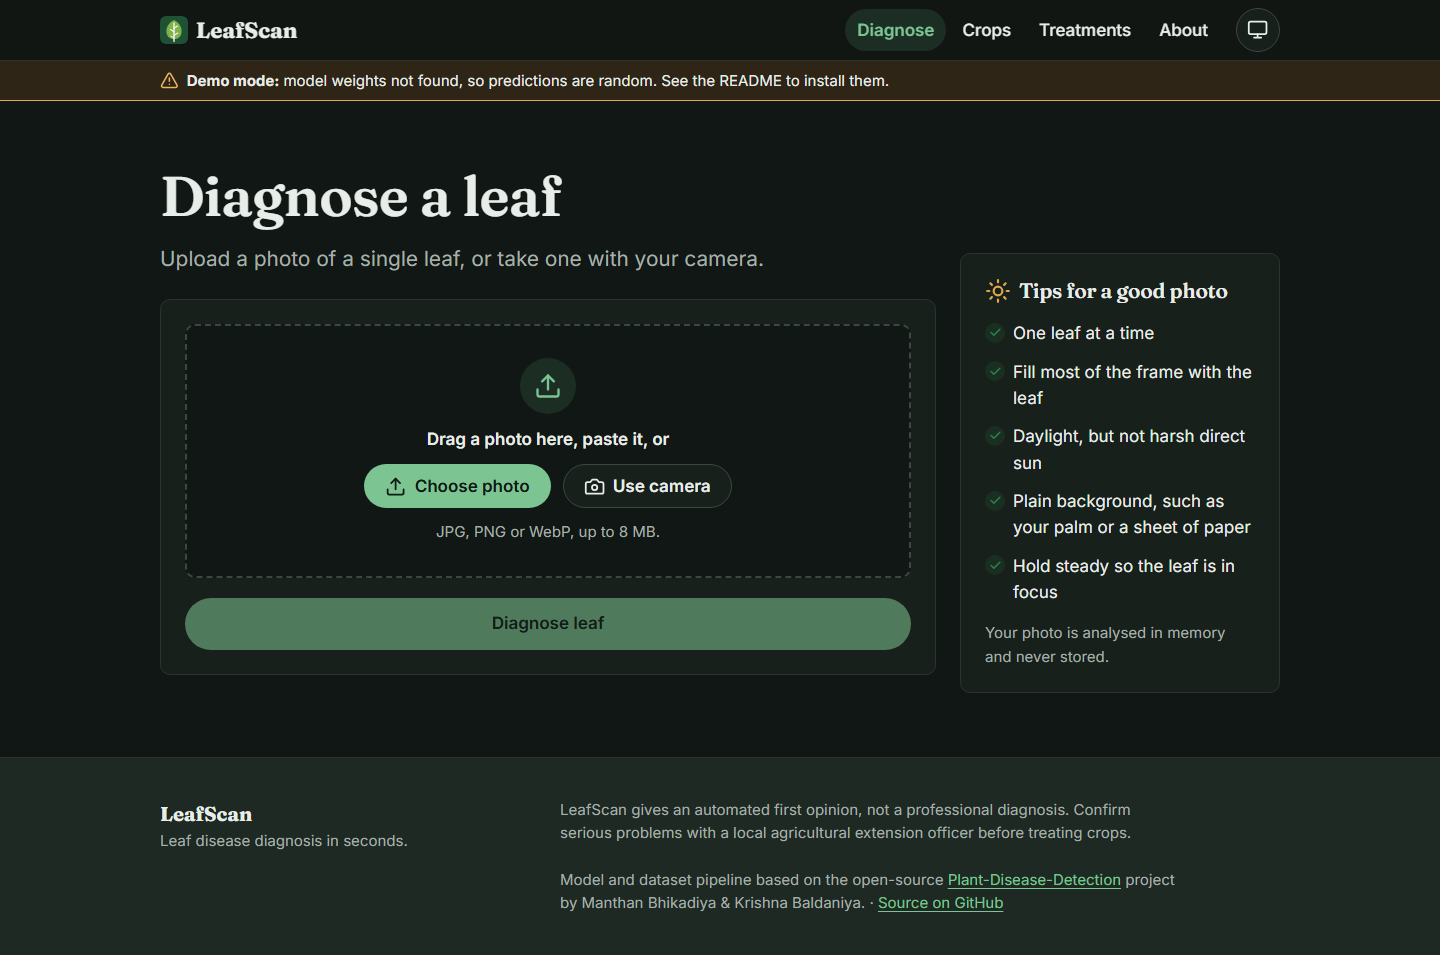 LeafScan
Diagnose
Crops
Treatments
About
Demo mode: model weights not found, so predictions are random. See the README to install them.
Diagnose a leaf
Upload a photo of a single leaf, or take one with your camera.
Drag a photo here, paste it, or
Choose photo
Use camera
JPG, PNG or WebP, up to 8 MB.
Diagnose leaf
Tips for a good photo
One leaf at a time
Fill most of the frame with the
leaf
Daylight, but not harsh direct
sun
Plain background, such as
your palm or a sheet of paper
Hold steady so the leaf is in
focus
Your photo is analysed in memory
and never stored.
LeafScan
Leaf disease diagnosis in seconds.
LeafScan gives an automated first opinion, not a professional diagnosis. Confirm
serious problems with a local agricultural extension officer before treating crops.
Model and dataset pipeline based on the open-source Plant-Disease-Detection project
by Manthan Bhikadiya & Krishna Baldaniya. · Source on GitHub